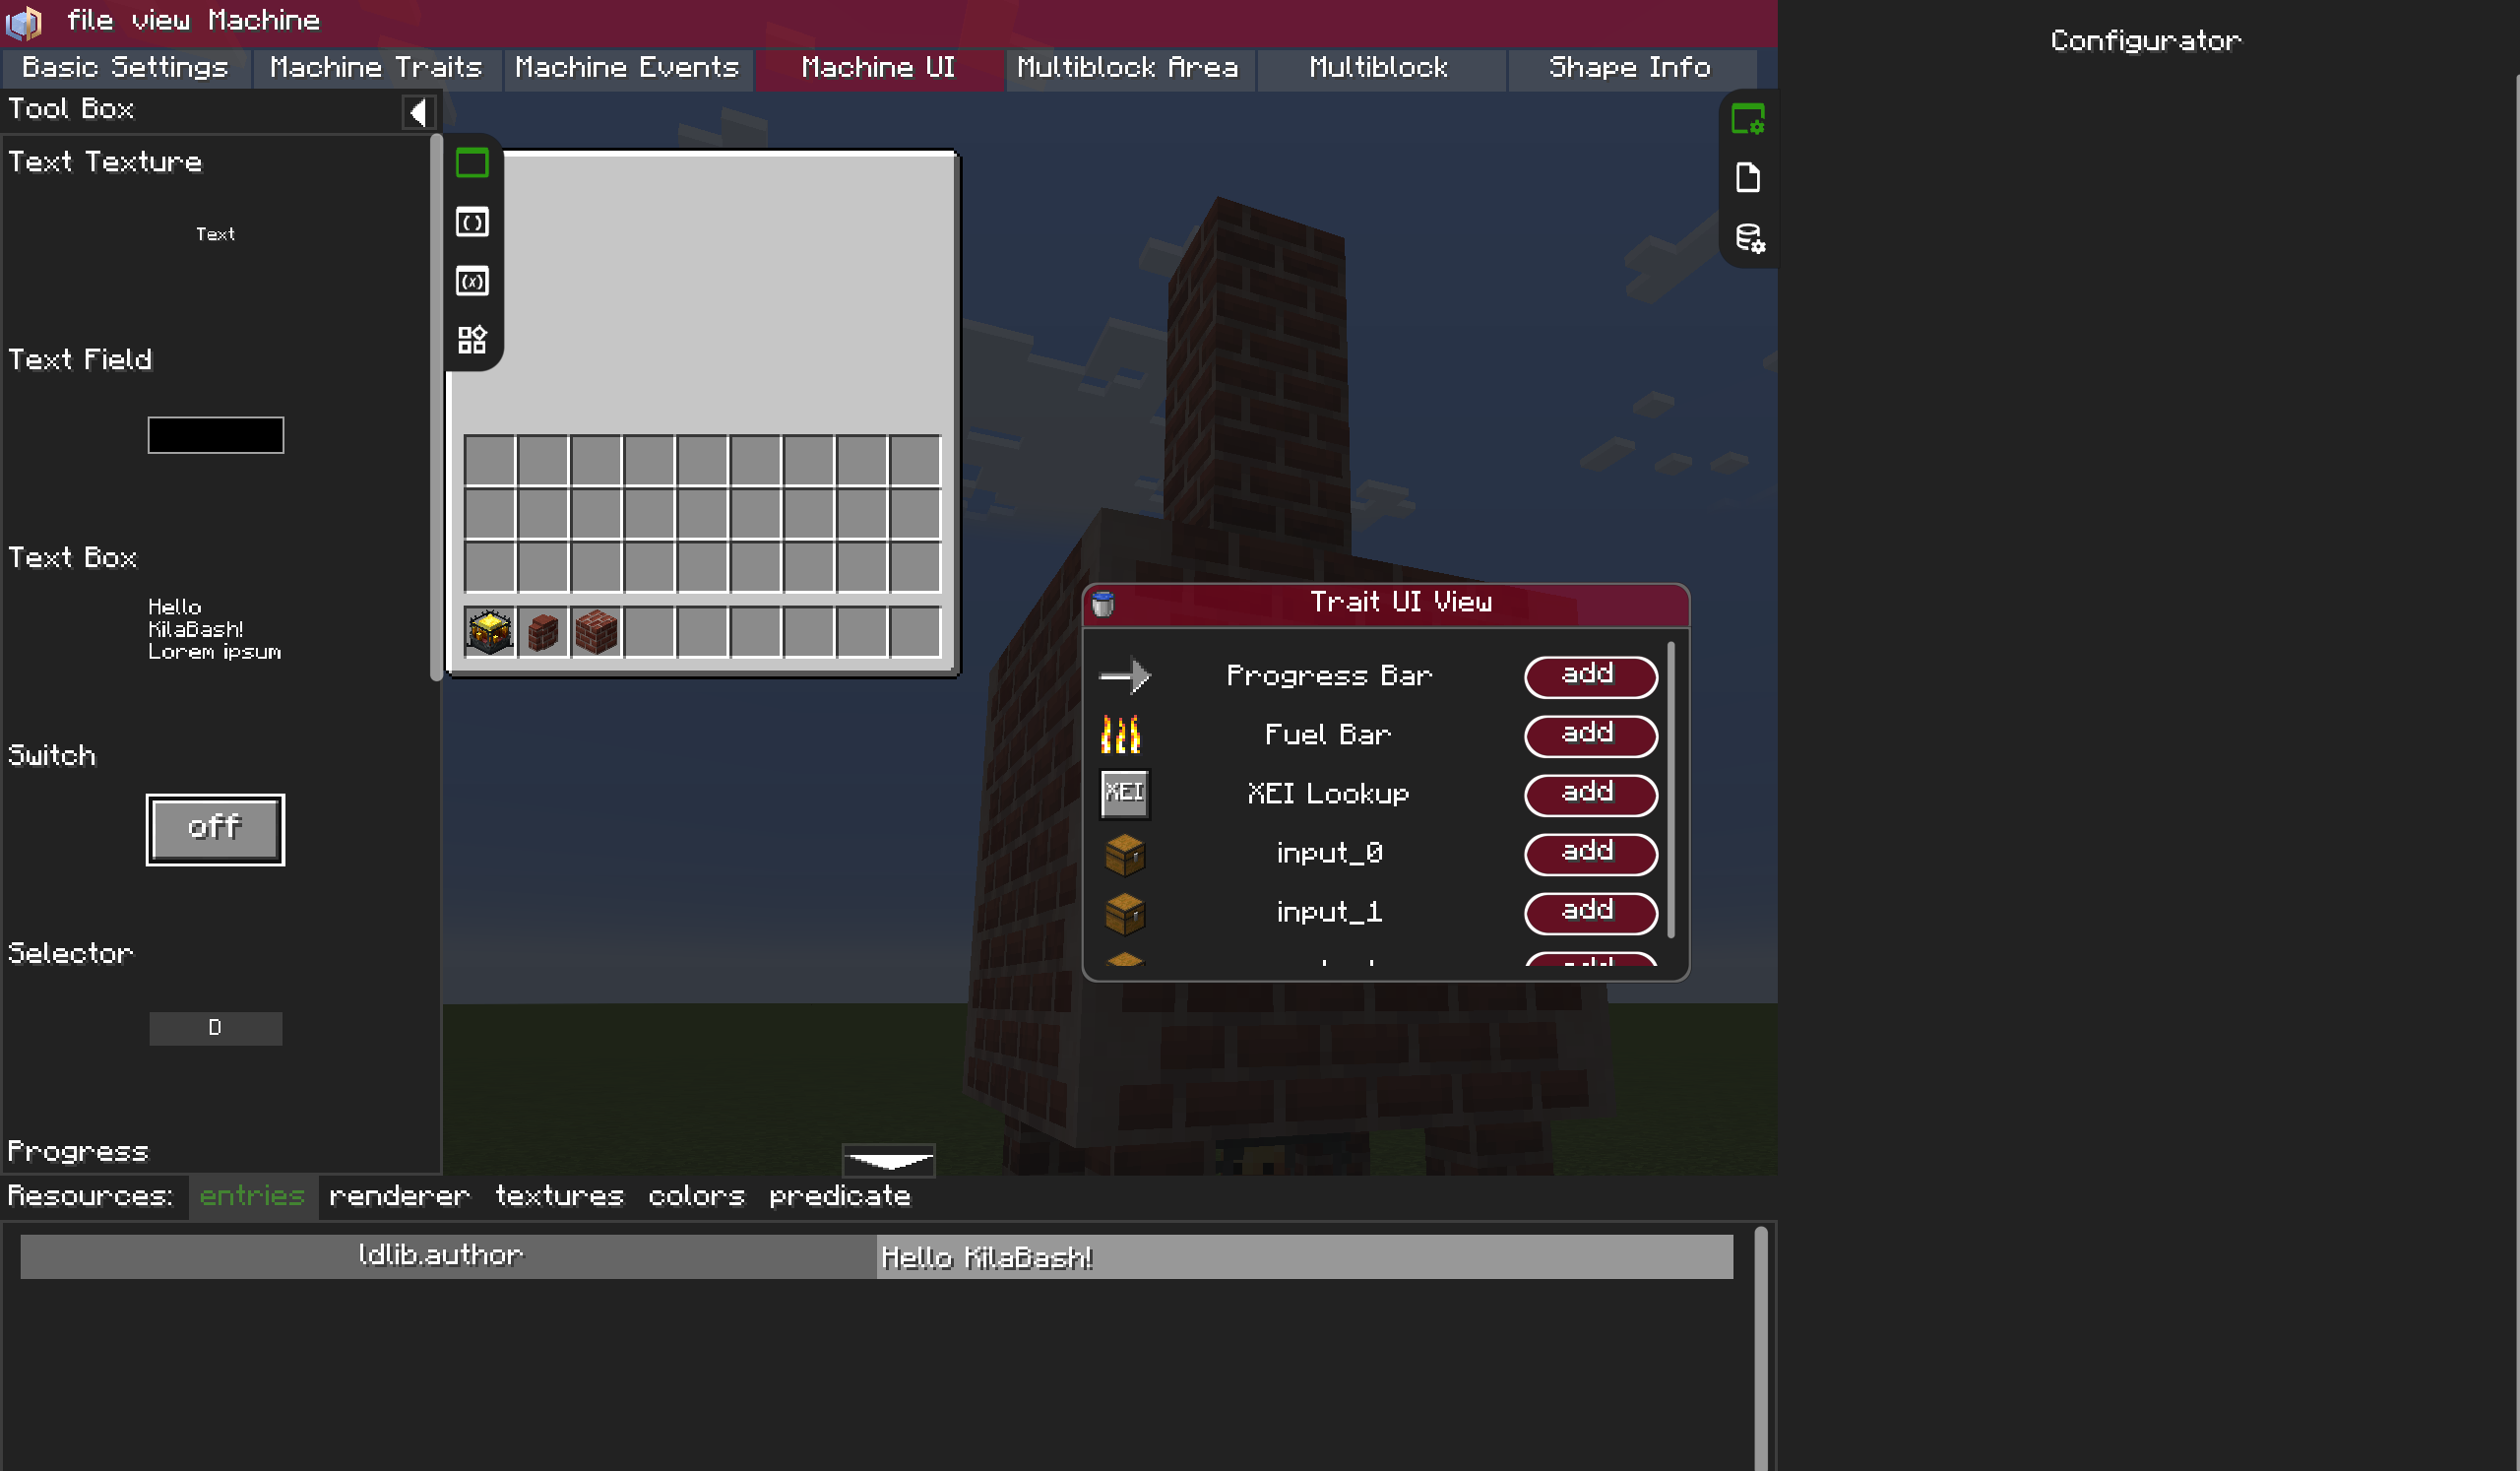 file view Machine
Configurator
Basic Settings Machine Traits Machine Events Machine UI Multiblock Area Multiblock Shape Info
Tool Box
Text Texture
Text
Text Field
Text Box
Hello
KilaBash!
Lorem ipsum
Switch
off
Selector
D
Progress
Trait UI View
Progress Bar add
Fuel Bar add
XEI XEI Lookup add
input_0 add
input_1 add
add
Resources: entries renderer textures colors predicate
ldlib.author Hello KilaBash!